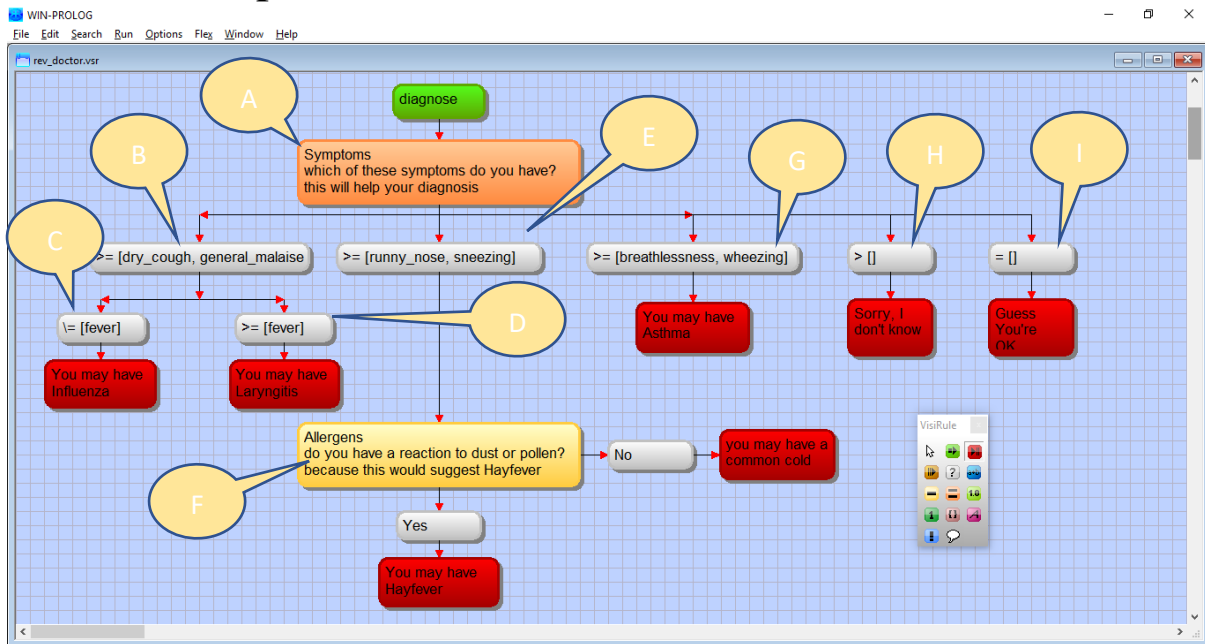 WIN-PROLOG
File Edit Search Run Options Flex Window Help
rev_doctor.vsr
A
diagnose
E
B
Symptoms
which of these symptoms do you have?
this will help your diagnosis
G
H
I
C
>= [dry_cough, general_malaise
>= [runny_nose, sneezing]
>= [breathlessness, wheezing]
> []
= []
D
\= [fever]
>= [fever]
You may have
Asthma
Sorry, I
don't know
Guess
You're
OK
You may have
Influenza
You may have
Laryngitis
VisiRule
Allergens
do you have a reaction to dust or pollen?
because this would suggest Hayfever
No
you may have a
common cold
F
Yes
You may have
Hayfever
?
1.0